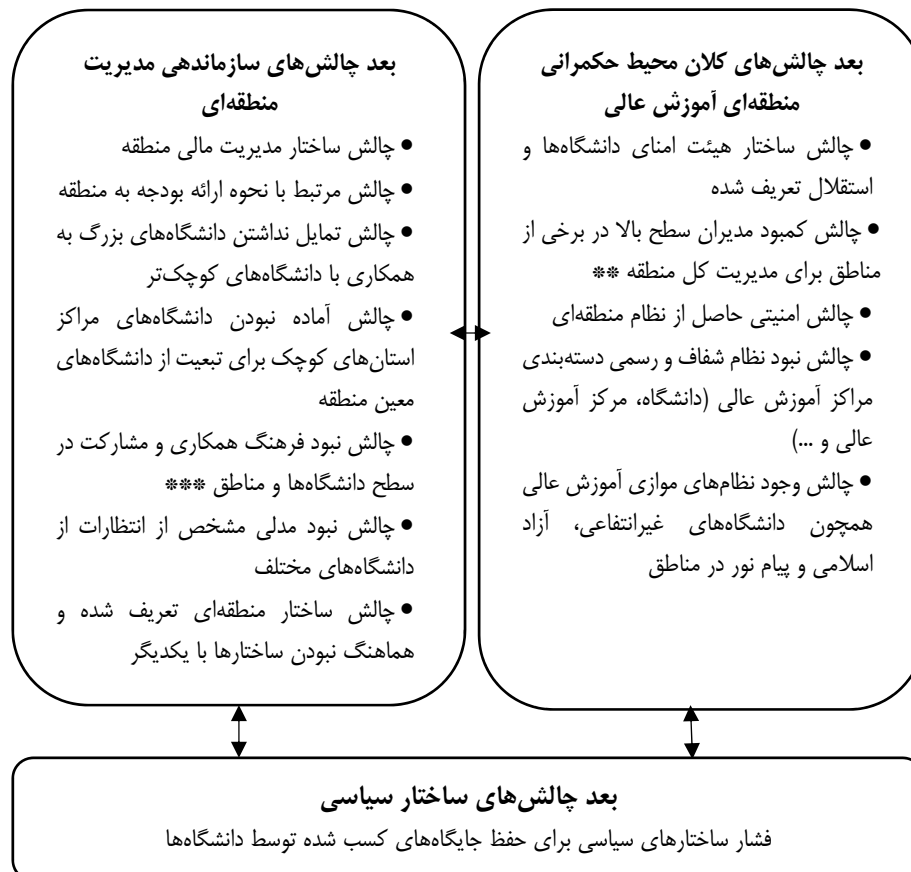 بعد چالش‌های کلان محیط حکمرانی
منطقه‌ای آموزش عالی
● چالش ساختار هیئت امنای دانشگاه‌ها و
استقلال تعریف شده
● چالش کمبود مدیران سطح بالا در برخی از
مناطق برای مدیریت کل منطقه **
● چالش امنیتی حاصل از نظام منطقه‌ای
● چالش نبود نظام شفاف و رسمی دسته‌بندی
مراکز آموزش عالی (دانشگاه، مرکز آموزش
عالی و ...)
● چالش وجود نظام‌های موازی آموزش عالی
همچون دانشگاه‌های غیرانتفاعی، آزاد
اسلامی و پیام نور در مناطق
بعد چالش‌های سازماندهی مدیریت
منطقه‌ای
● چالش ساختار مدیریت مالی منطقه
● چالش مرتبط با نحوه ارائه بودجه به منطقه
● چالش تمایل نداشتن دانشگاه‌های بزرگ به
همکاری با دانشگاه‌های کوچک‌تر
● چالش آماده نبودن دانشگاه‌های مراکز
استان‌های کوچک برای تبعیت از دانشگاه‌های
معین منطقه
● چالش نبود فرهنگ همکاری و مشارکت در
سطح دانشگاه‌ها و مناطق ***
● چالش نبود مدلی مشخص از انتظارات از
دانشگاه‌های مختلف
● چالش ساختار منطقه‌ای تعریف شده و
هماهنگ نبودن ساختارها با یکدیگر
بعد چالش‌های ساختار سیاسی
فشار ساختارهای سیاسی برای حفظ جایگاه‌های کسب شده توسط دانشگاه‌ها